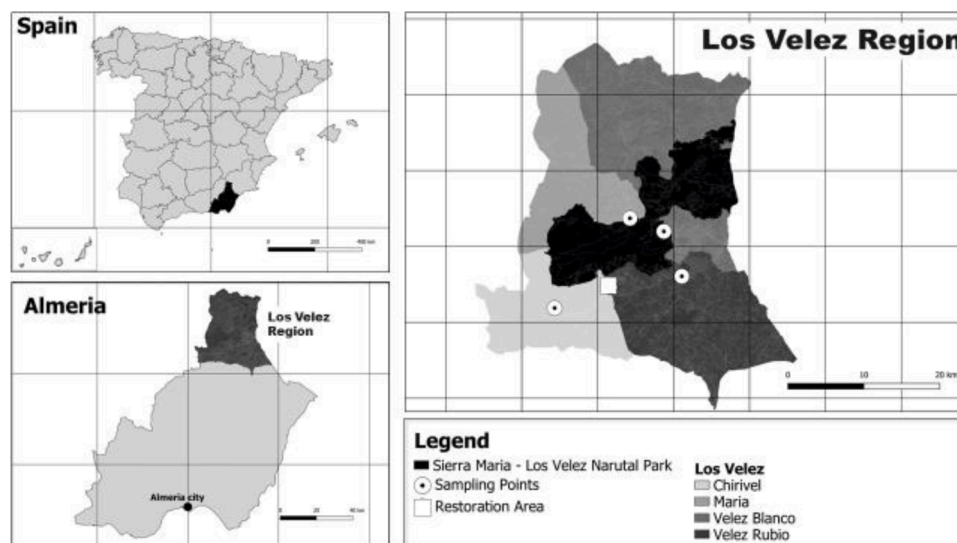 Spain
0 200 400 km
Almeria
Los Velez
Region
Almeria city
0 20 40 km
Los Velez Region
0 10 20 km
Legend
Sierra Maria - Los Velez Narutal Park
Sampling Points
Restoration Area
Los Velez
Chirivel
Maria
Velez Blanco
Velez Rubio